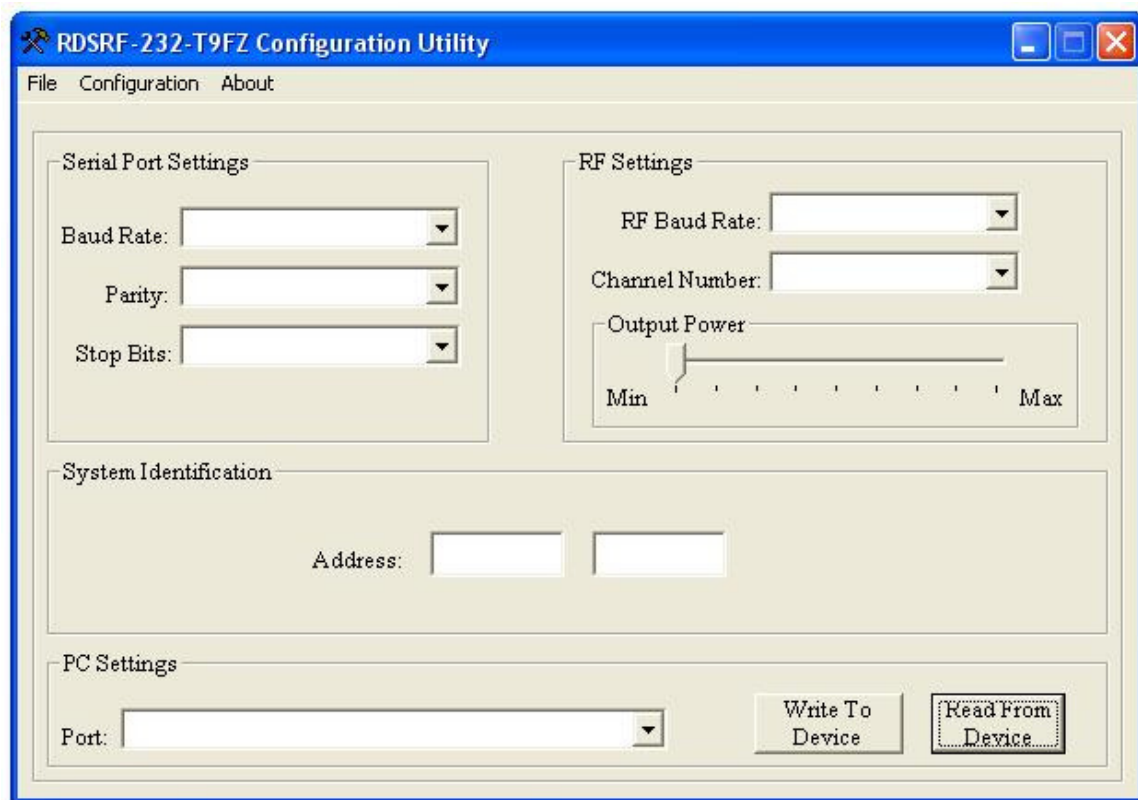 RDSRF-232-T9FZ Configuration Utility
File Configuration About
Serial Port Settings
Baud Rate:
Parity:
Stop Bits:
RF Settings
RF Baud Rate:
Channel Number:
Output Power
Min
Max
System Identification
Address:
PC Settings
Port:
Write To
Device
Read From
Device